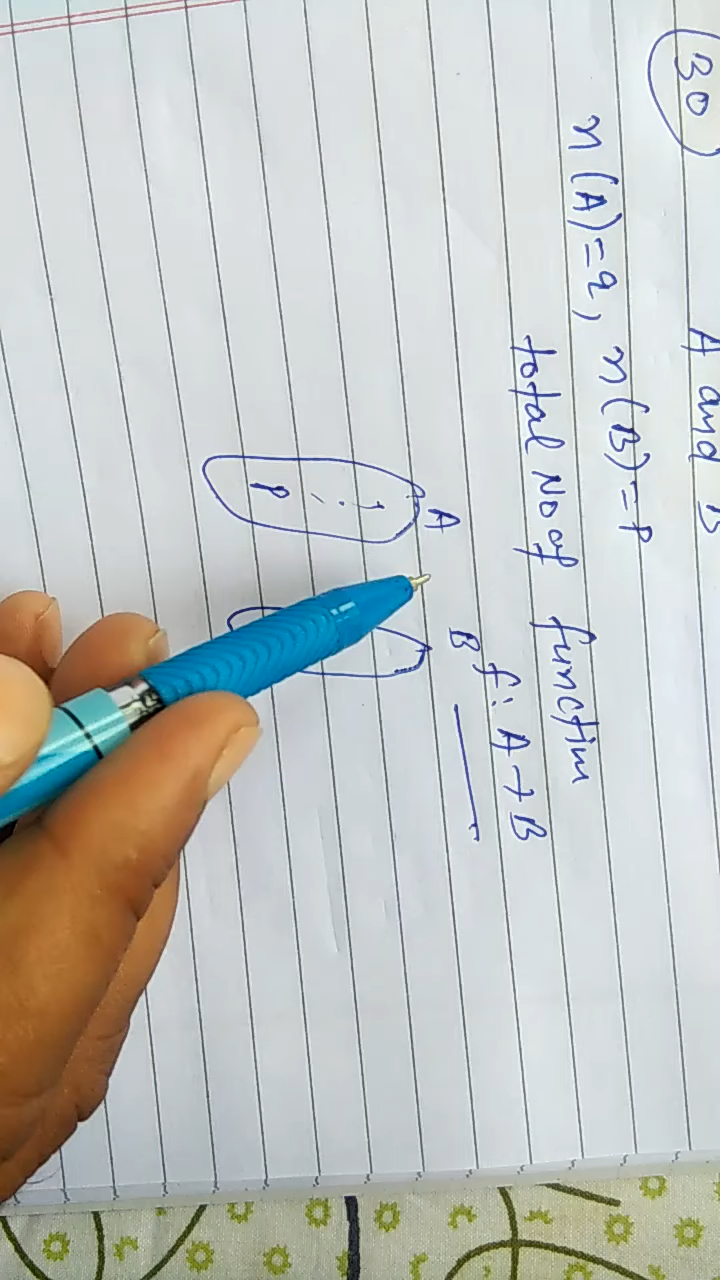 30
A and B
n(A)=q, n(B)=p
total No of function
f: A→B
A
B
1
:
p